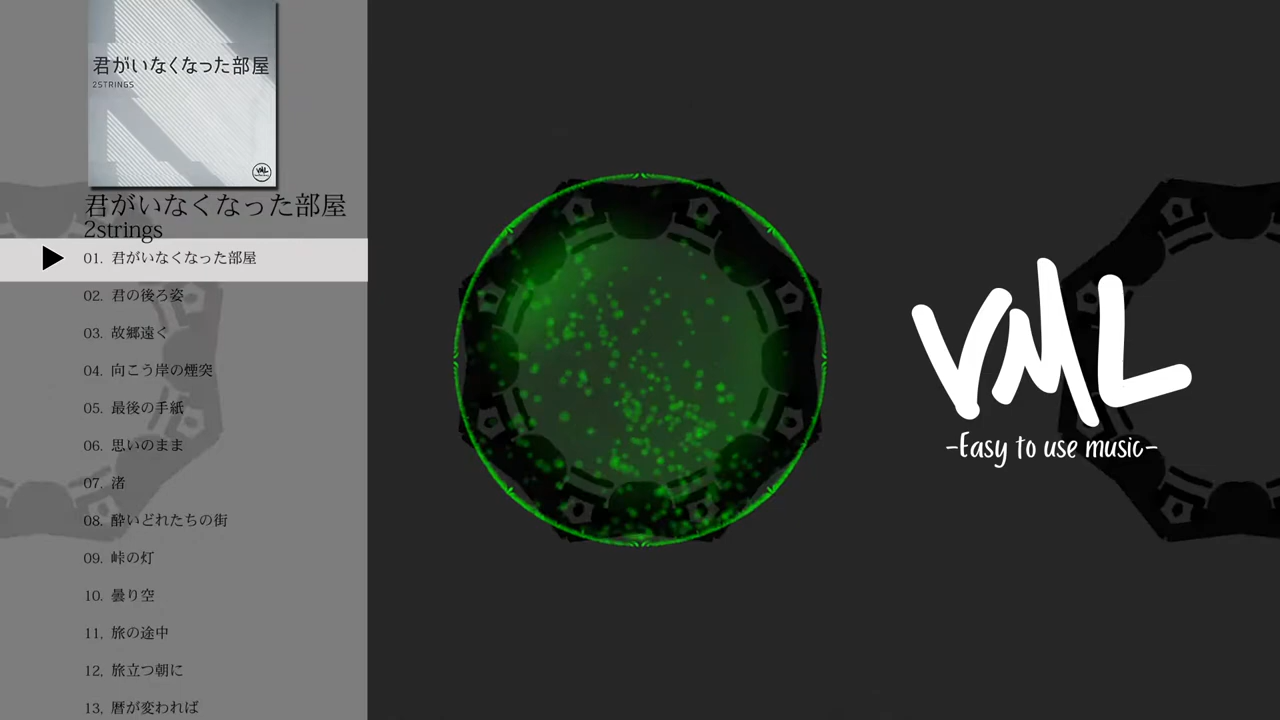 君がいなくなった部屋
2STRINGS
VML
君がいなくなった部屋
2strings
01. 君がいなくなった部屋
02. 君の後ろ姿
03. 故郷遠く
04. 向こう岸の煙突
05. 最後の手紙
06. 思いのまま
07. 渚
08. 酔いどれたちの街
09. 峠の灯
10. 曇り空
11. 旅の途中
12. 旅立つ朝に
13. 暦が変われば
VML
-Easy to use music-